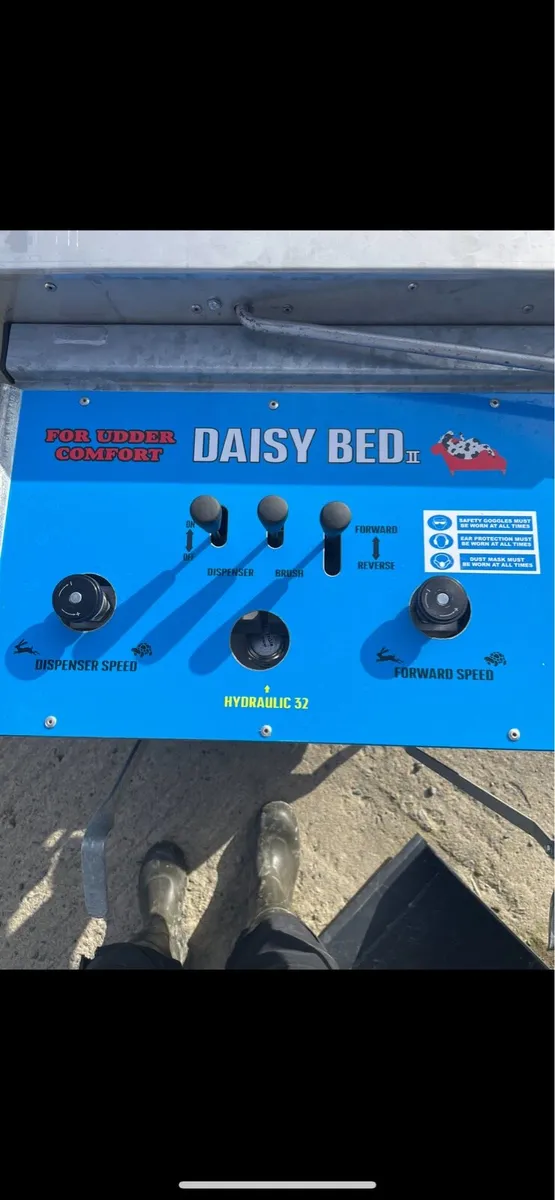 FOR UDDER
COMFORT
DAISY BED II
ON
OFF
DISPENSER
BRUSH
FORWARD
REVERSE
SAFETY GOGGLES MUST
BE WORN AT ALL TIMES
EAR PROTECTION MUST
BE WORN AT ALL TIMES
DUST MASK MUST
BE WORN AT ALL TIMES
DISPENSER SPEED
FORWARD SPEED
HYDRAULIC 32